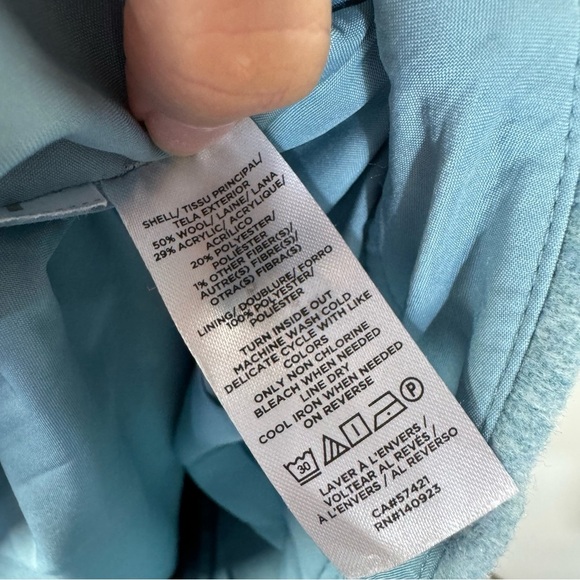 SHELL/ TISSU PRINCIPAL/
TELA EXTERIOR
50% WOOL/ LAINE/ LANA
29% ACRYLIC/ ACRYLIQUE/
ACRÍLICO
20% POLYESTER/
POLIÉSTER
1% OTHER FIBER(S)/
AUTRE(S) FIBRE(S)/
OTRA(S) FIBRA(S)
LINING/ DOUBLURE/ FORRO
100% POLYESTER/
POLIÉSTER
TURN INSIDE OUT
MACHINE WASH COLD
DELICATE CYCLE WITH LIKE
COLORS
ONLY NON CHLORINE
BLEACH WHEN NEEDED
LINE DRY
COOL IRON WHEN NEEDED
ON REVERSE
30 P
LAVER À L'ENVERS/
VOLTEAR AL REVÉS/
À L'ENVERS / AL REVERSO
CA#57421
RN#140923